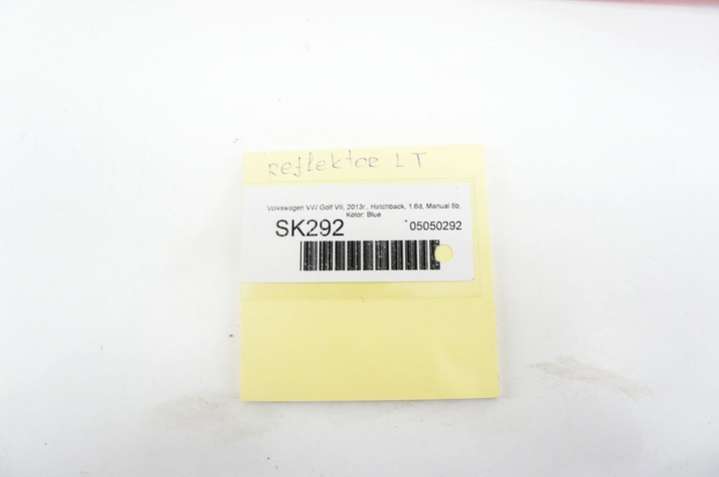 reflektor LT
Volkswagen VW Golf VII, 2013r., Hatchback, 1.6d, Manual 5b,
Kolor: Blue
SK292
*05050292